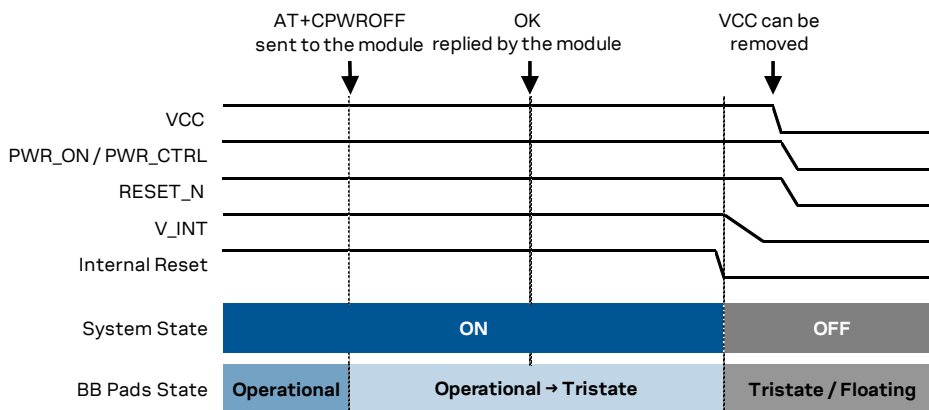 AT+CPWROFF
sent to the module
OK
replied by the module
VCC can be
removed
VCC
PWR_ON / PWR_CTRL
RESET_N
V_INT
Internal Reset
System State
ON
OFF
BB Pads State
Operational
Operational → Tristate
Tristate / Floating